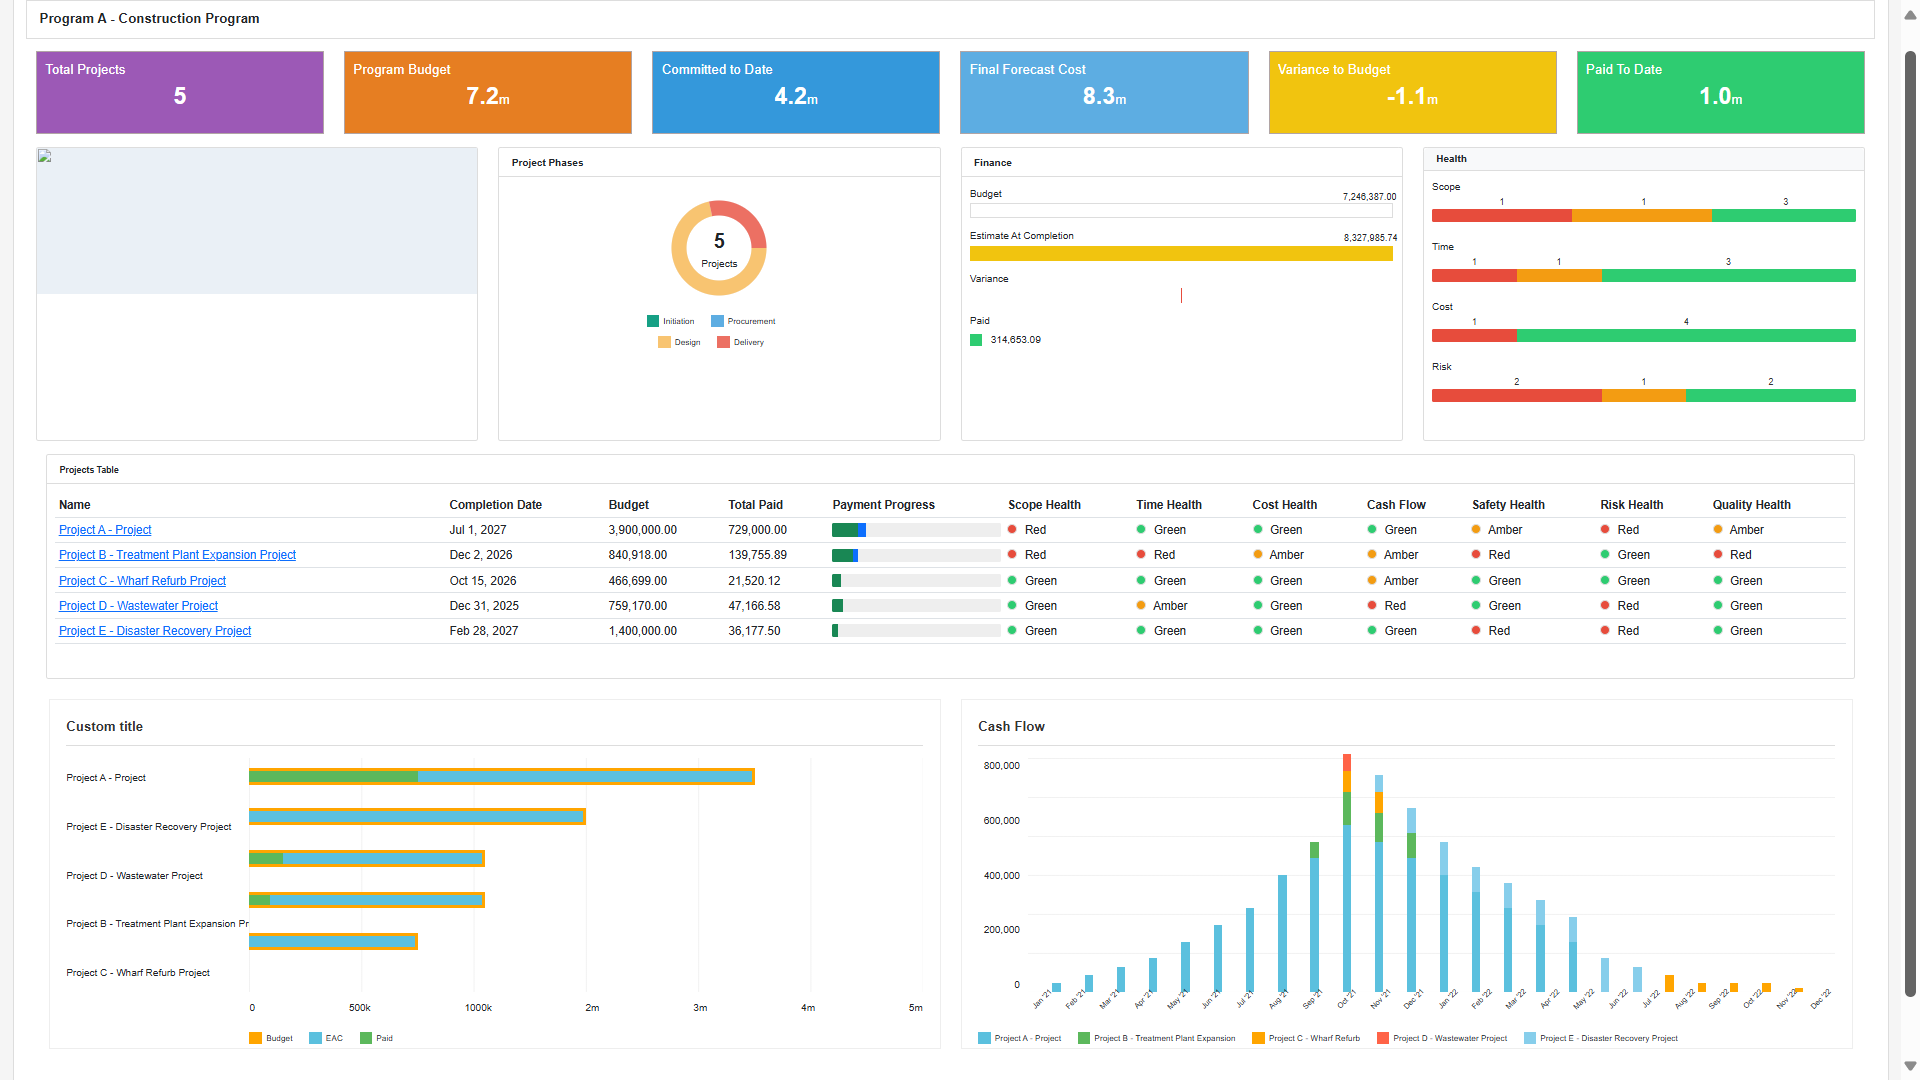 Program A - Construction Program
Total Projects
5
Program Budget
7.2m
Committed to Date
4.2m
Final Forecast Cost
8.3m
Variance to Budget
-1.1m
Paid To Date
1.0m
Project Phases
5
Projects
Initiation Procurement
Design Delivery
Finance
Budget 7,246,387.00
Estimate At Completion 8,327,985.74
Variance
Paid
314,653.09
Health
Scope
1 1 3
Time
1 1 3
Cost
1 4
Risk
2 1 2
Projects Table
Name Completion Date Budget Total Paid Payment Progress Scope Health Time Health Cost Health Cash Flow Safety Health Risk Health Quality Health
Project A - Project Jul 1, 2027 3,900,000.00 729,000.00 Red Green Green Green Amber Red Amber
Project B - Treatment Plant Expansion Project Dec 2, 2026 840,918.00 139,755.89 Red Red Amber Amber Red Green Red
Project C - Wharf Refurb Project Oct 15, 2026 466,699.00 21,520.12 Green Green Green Amber Green Green Green
Project D - Wastewater Project Dec 31, 2025 759,170.00 47,166.58 Green Amber Green Red Green Red Green
Project E - Disaster Recovery Project Feb 28, 2027 1,400,000.00 36,177.50 Green Green Green Green Red Red Green
Custom title
Project A - Project
Project E - Disaster Recovery Project
Project D - Wastewater Project
Project B - Treatment Plant Expansion Pr
Project C - Wharf Refurb Project
0 500k 1000k 2m 3m 4m 5m
Budget EAC Paid
Cash Flow
800,000
600,000
400,000
200,000
0
Jan '21 Feb '21 Mar '21 Apr '21 May '21 Jun '21 Jul '21 Aug '21 Sep '21 Oct '21 Nov '21 Dec '21 Jan '22 Feb '22 Mar '22 Apr '22 May '22 Jun '22 Jul '22 Aug '22 Sep '22 Oct '22 Nov '22 Dec '22
Project A - Project Project B - Treatment Plant Expansion Project C - Wharf Refurb Project D - Wastewater Project Project E - Disaster Recovery Project